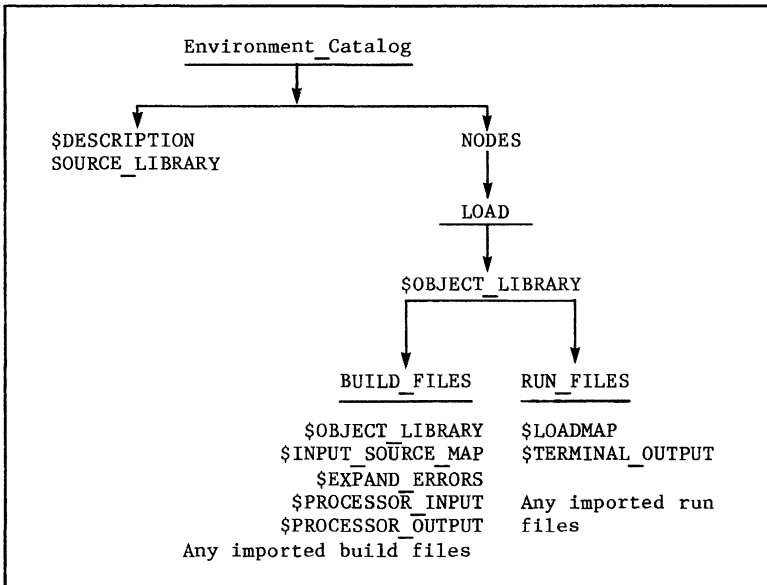 Environment_Catalog
$DESCRIPTION
SOURCE_LIBRARY
NODES
LOAD
$OBJECT_LIBRARY
BUILD_FILES
$OBJECT_LIBRARY
$INPUT_SOURCE_MAP
$EXPAND_ERRORS
$PROCESSOR_INPUT
$PROCESSOR_OUTPUT
Any imported build files
RUN_FILES
$LOADMAP
$TERMINAL_OUTPUT
Any imported run
files